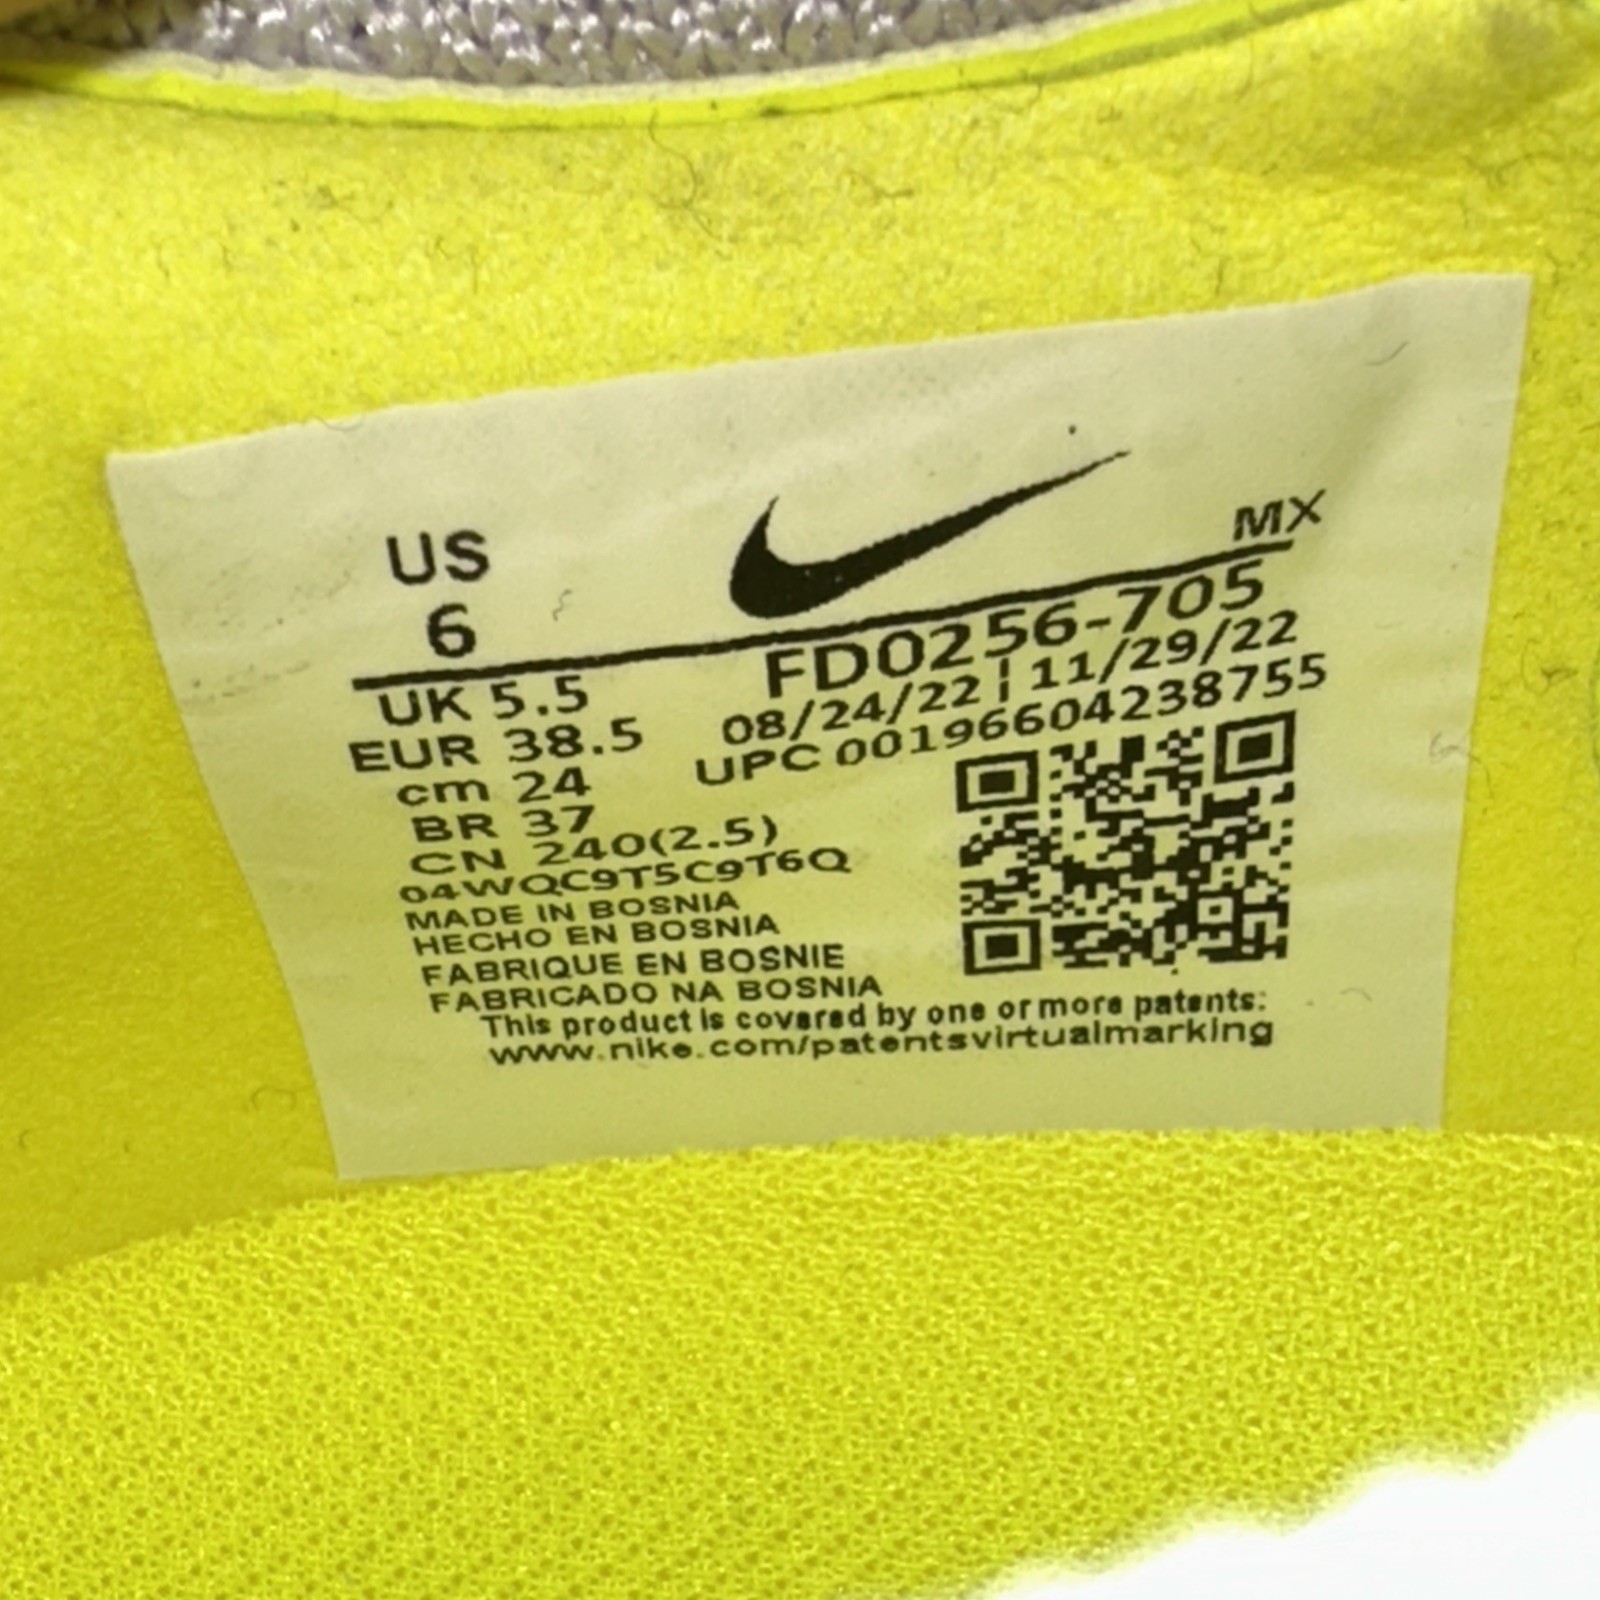 US
6
MX
UK 5.5
EUR 38.5
cm 24
BR 37
CN 240(2.5)
FD0256-705
08/24/22 | 11/29/22
UPC 00196604238755
04WQC9T5C9T6Q
MADE IN BOSNIA
HECHO EN BOSNIA
FABRIQUE EN BOSNIE
FABRICADO NA BOSNIA
This product is covered by one or more patents:
www.nike.com/patentsvirtualmarking